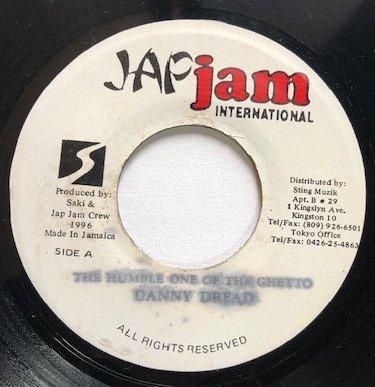 JAPjam
INTERNATIONAL
Produced by:
Saki &
Jap Jam Crew
1996
Made In Jamaica
SIDE A
Distributed by:
Sting Muzik
Apt. B # 29
1 Kingslyn Ave.
Kingston 10
Tel/Fax: (809) 926-6501
Tokyo Office
Tel/Fax: 0426-26-4863
THE HUMBLE ONE OF THE GHETTO
DANNY DREAD
ALL RIGHTS RESERVED